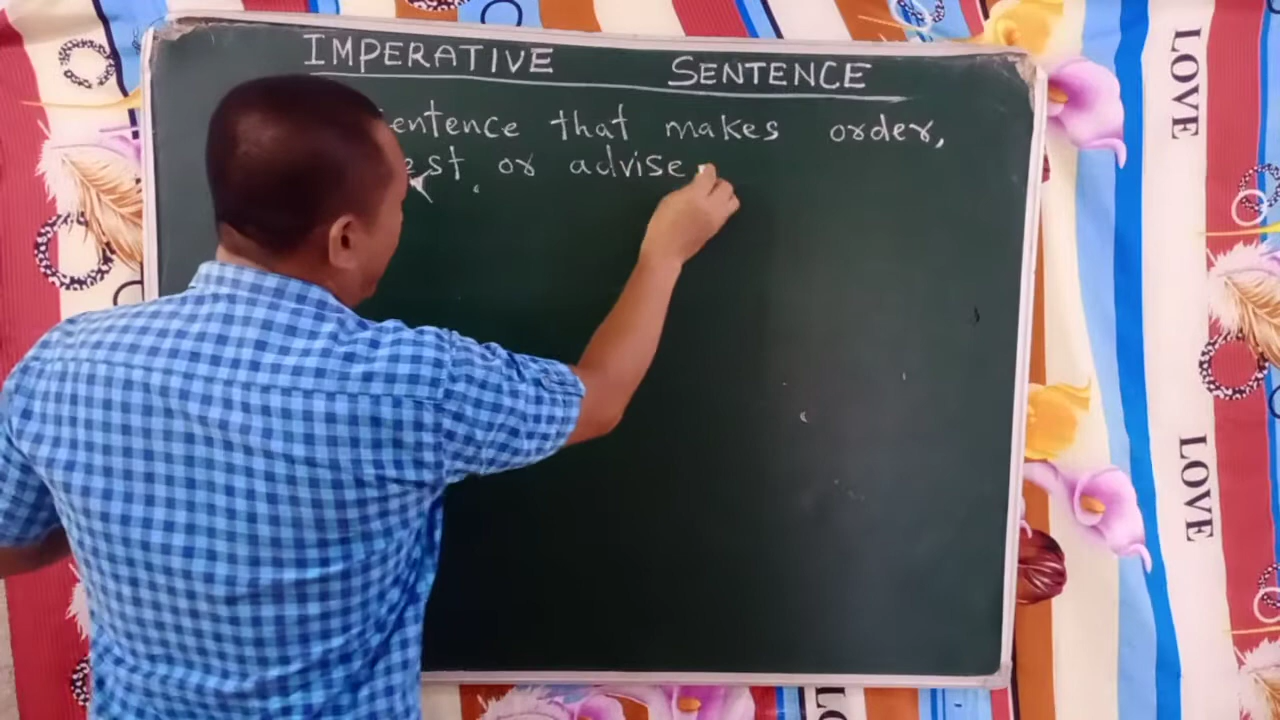 IMPERATIVE SENTENCE
entence that makes order,
est or advise
LOVE
LOVE
LO